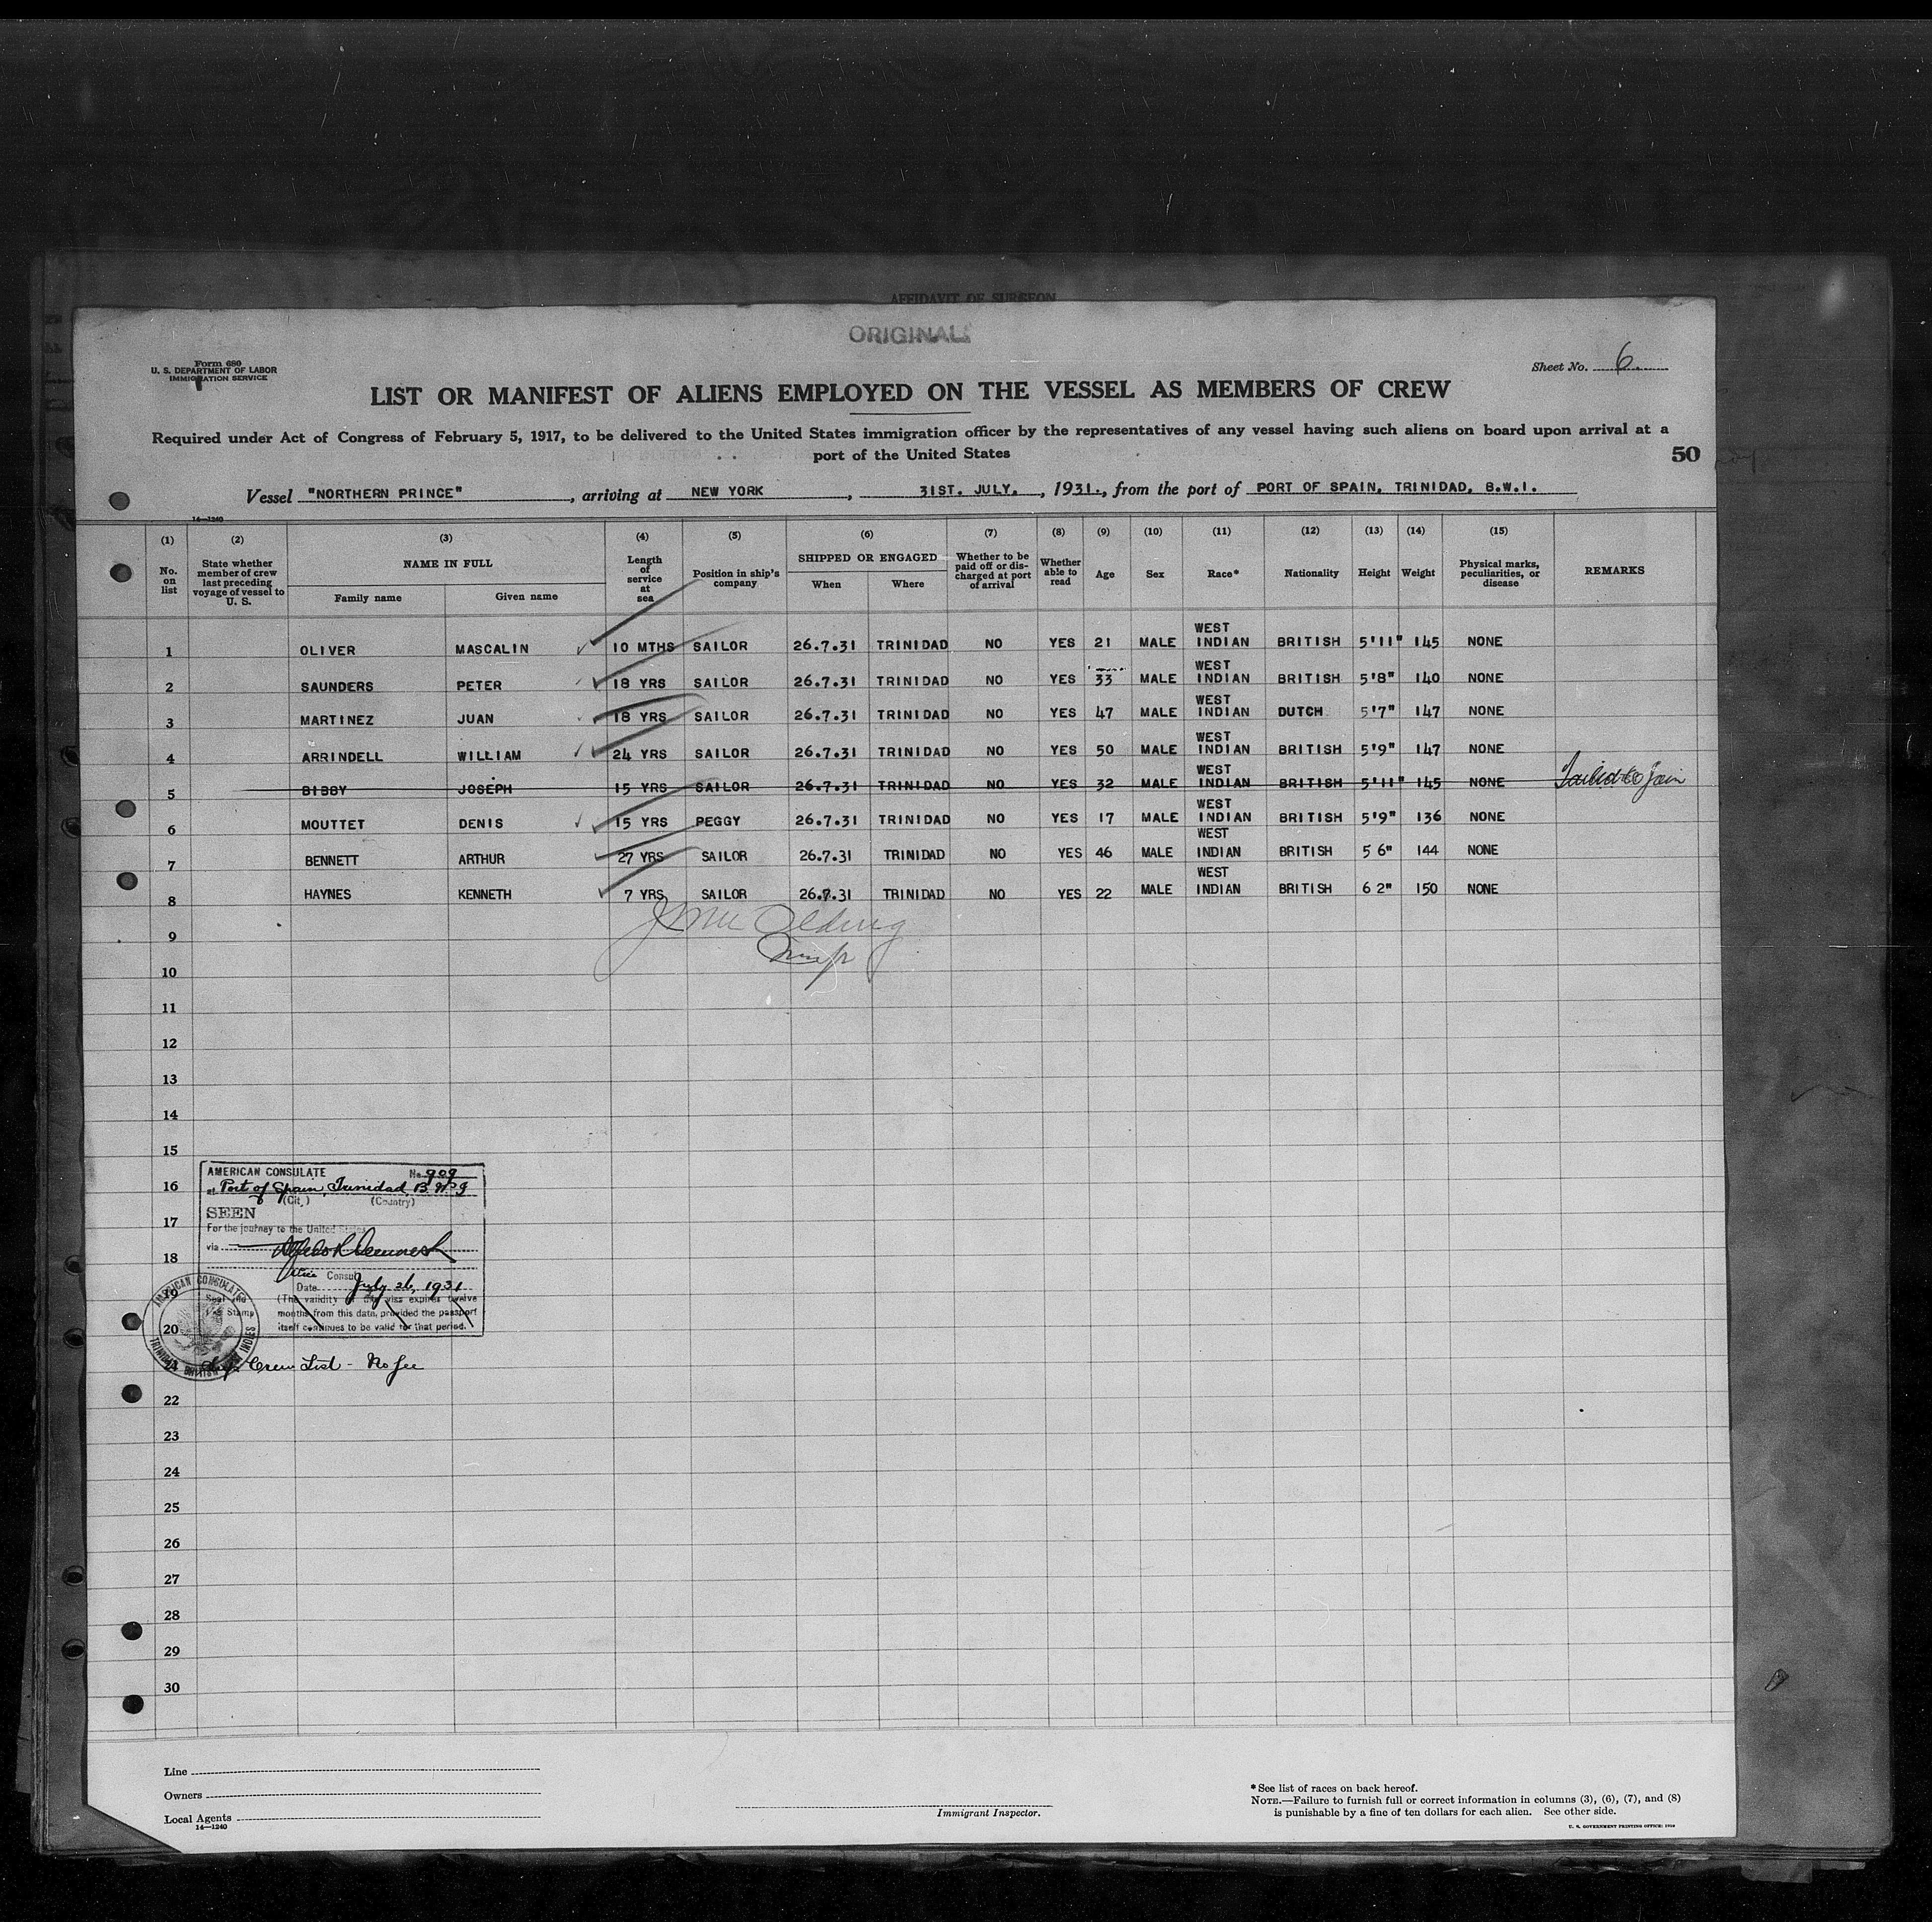 AFFIDAVIT OF SURGEON
ORIGINAL
Form 680
U. S. DEPARTMENT OF LABOR
IMMIGRATION SERVICE
Sheet No. 6.
LIST OR MANIFEST OF ALIENS EMPLOYED ON THE VESSEL AS MEMBERS OF CREW
Required under Act of Congress of February 5, 1917, to be delivered to the United States immigration officer by the representatives of any vessel having such aliens on board upon arrival at a
port of the United States
50
Vessel "NORTHERN PRINCE", arriving at NEW YORK, 31ST. JULY., 1931., from the port of PORT OF SPAIN, TRINIDAD, B.W.I.
14—1240
(1) (2) (3) (4) (5) (6) (7) (8) (9) (10) (11) (12) (13) (14) (15)
No. on list
State whether member of crew last preceding voyage of vessel to U. S.
NAME IN FULL
Family name Given name
Length of service at sea
Position in ship's company
SHIPPED OR ENGAGED
When Where
Whether to be paid off or discharged at port of arrival
Whether able to read
Age
Sex
Race*
Nationality
Height
Weight
Physical marks, peculiarities, or disease
REMARKS
1 OLIVER MASCALIN 10 MTHS SAILOR 26.7.31 TRINIDAD NO YES 21 MALE WEST INDIAN BRITISH 5'11" 145 NONE
2 SAUNDERS PETER 18 YRS SAILOR 26.7.31 TRINIDAD NO YES 33 MALE WEST INDIAN BRITISH 5'8" 140 NONE
3 MARTINEZ JUAN 18 YRS SAILOR 26.7.31 TRINIDAD NO YES 47 MALE WEST INDIAN DUTCH 5'7" 147 NONE
4 ARRINDELL WILLIAM 24 YRS SAILOR 26.7.31 TRINIDAD NO YES 50 MALE WEST INDIAN BRITISH 5'9" 147 NONE
5 BIBBY JOSEPH 15 YRS SAILOR 26.7.31 TRINIDAD NO YES 32 MALE WEST INDIAN BRITISH 5'11" 145 NONE Failed to join
6 MOUTTET DENIS 15 YRS PEGGY 26.7.31 TRINIDAD NO YES 17 MALE WEST INDIAN BRITISH 5'9" 136 NONE
7 BENNETT ARTHUR 27 YRS SAILOR 26.7.31 TRINIDAD NO YES 46 MALE WEST INDIAN BRITISH 5 6" 144 NONE
8 HAYNES KENNETH 7 YRS SAILOR 26.7.31 TRINIDAD NO YES 22 MALE WEST INDIAN BRITISH 6 2" 150 NONE
9
10
11
12
13
14
15
16
17
18
19
20
21
22
23
24
25
26
27
28
29
30
AMERICAN CONSULATE No. 909
at Port of Spain, Trinidad, B.W.I
(City) (Country)
SEEN
For the journey to the United States
via
Vice Consul
Date July 26, 1931
(The validity of this visa expires twelve
months from this date, provided the passport
itself continues to be valid for that period.
Seal and
Fee Stamp
AMERICAN CONSULATE
TRINIDAD BRITISH WEST INDIES
Crew List - No fee
Line
Owners
Local Agents
14—1240
Immigrant Inspector.
* See list of races on back hereof.
NOTE.—Failure to furnish full or correct information in columns (3), (6), (7), and (8)
is punishable by a fine of ten dollars for each alien. See other side.
U. S. GOVERNMENT PRINTING OFFICE: